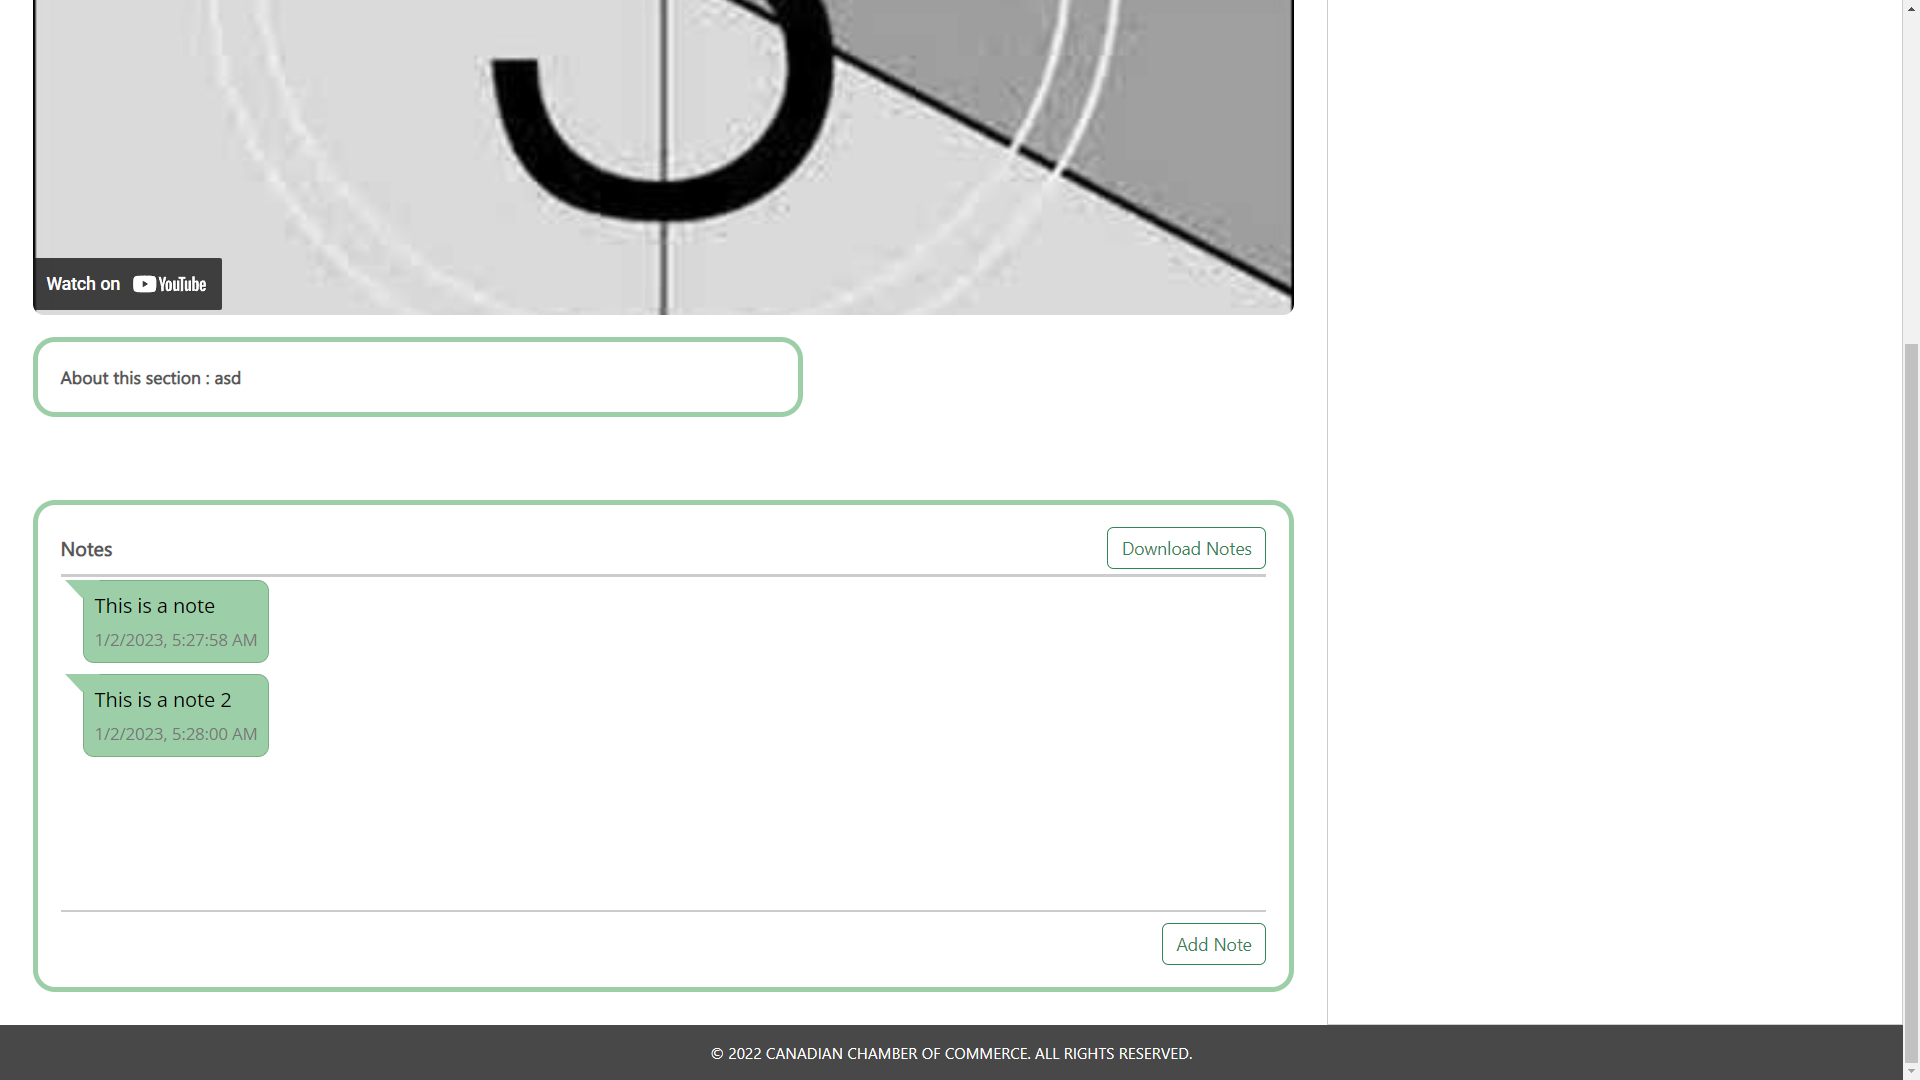 3
Watch on YouTube
About this section : asd
Notes
Download Notes
This is a note
1/2/2023, 5:27:58 AM
This is a note 2
1/2/2023, 5:28:00 AM
Add Note
© 2022 CANADIAN CHAMBER OF COMMERCE. ALL RIGHTS RESERVED.